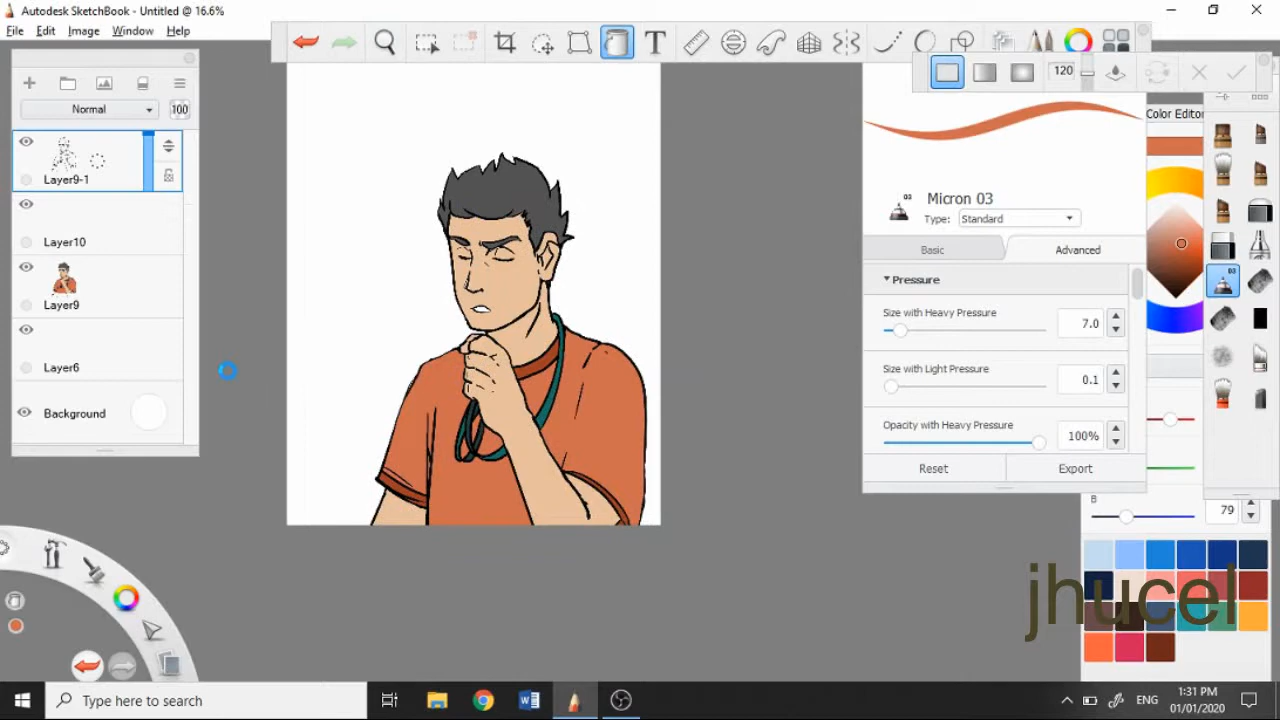 Autodesk SketchBook - Untitled @ 16.6%
File Edit Image Window Help
T
120
Normal
100
Layer9-1
Layer10
Layer9
Layer6
Background
Color Editor
03
Micron 03
Type: Standard
Basic
Advanced
Pressure
Size with Heavy Pressure
7.0
Size with Light Pressure
0.1
Opacity with Heavy Pressure
100%
Reset
Export
03
B
79
jhucel
Type here to search
ENG
1:31 PM
01/01/2020